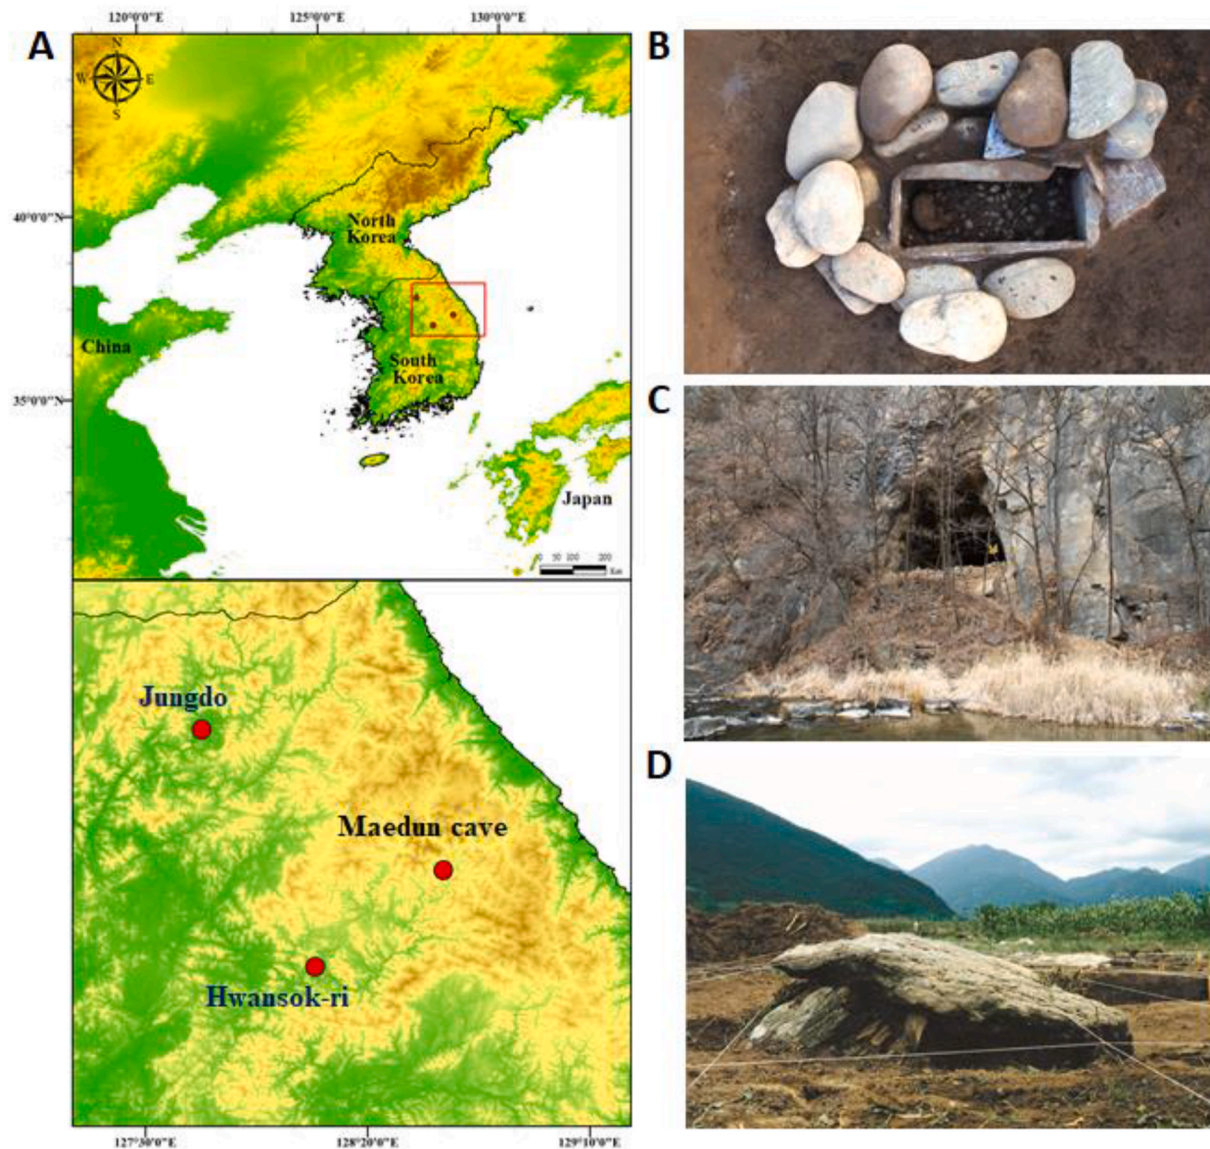 120°0'0"E 125°0'0"E 130°0'0"E
A
N
W E
S
40°0'0"N
North
Korea
China
South
Korea
35°0'0"N
Japan
0 50 100 200
Km
Jungdo
Maedun cave
Hwansok-ri
127°30'0"E 128°20'0"E 129°10'0"E
B
C
D